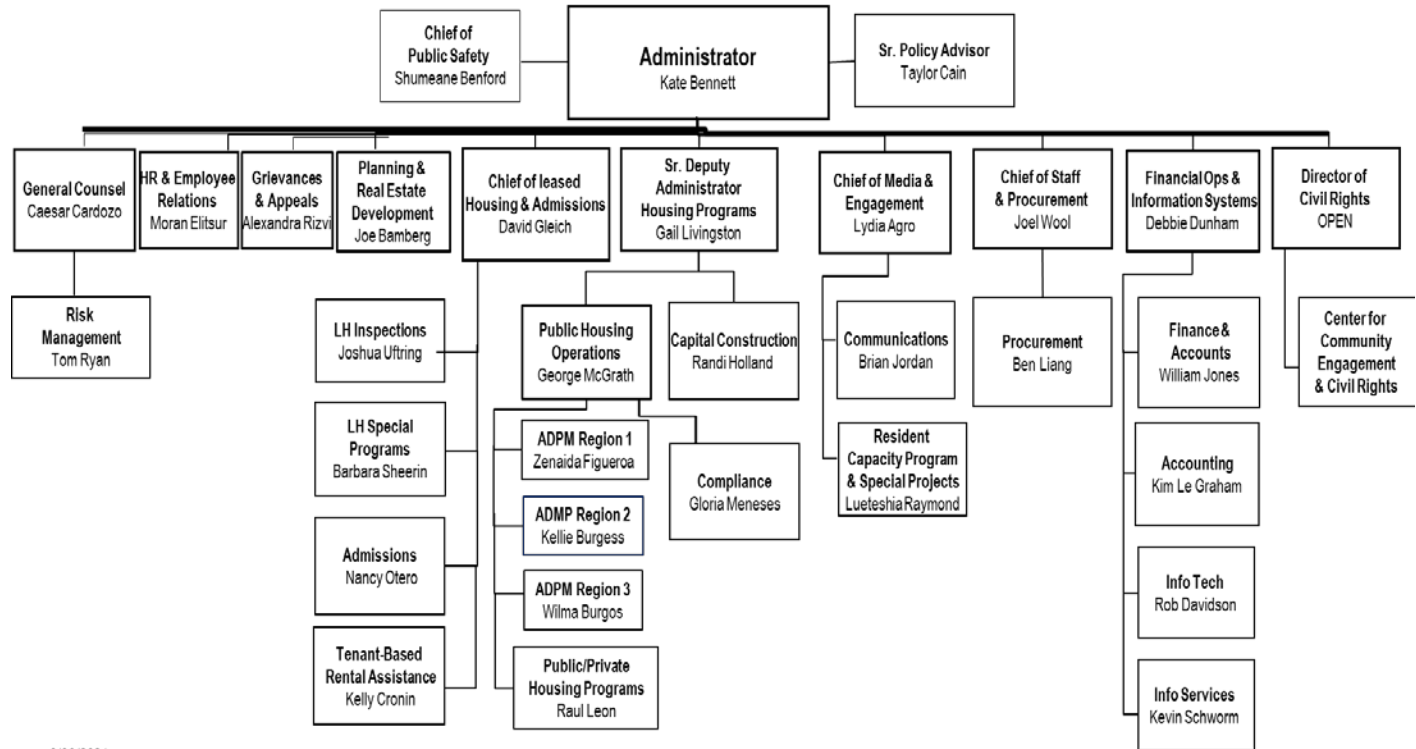 Chief of
Public Safety
Shumeane Benford
Administrator
Kate Bennett
Sr. Policy Advisor
Taylor Cain
General Counsel
Caesar Cardozo
HR & Employee
Relations
Moran Elitsur
Grievances
& Appeals
Alexandra Rizvi
Planning &
Real Estate
Development
Joe Bamberg
Chief of leased
Housing & Admissions
David Gleich
Sr. Deputy
Administrator
Housing Programs
Gail Livingston
Chief of Media &
Engagement
Lydia Agro
Chief of Staff
& Procurement
Joel Wool
Financial Ops &
Information Systems
Debbie Dunham
Director of
Civil Rights
OPEN
Risk
Management
Tom Ryan
LH Inspections
Joshua Uftring
LH Special
Programs
Barbara Sheerin
Admissions
Nancy Otero
Tenant-Based
Rental Assistance
Kelly Cronin
Public Housing
Operations
George McGrath
ADPM Region 1
Zenaida Figueroa
ADMP Region 2
Kellie Burgess
ADPM Region 3
Wilma Burgos
Public/Private
Housing Programs
Raul Leon
Capital Construction
Randi Holland
Compliance
Gloria Meneses
Communications
Brian Jordan
Resident
Capacity Program
& Special Projects
Lueteshia Raymond
Procurement
Ben Liang
Finance &
Accounts
William Jones
Accounting
Kim Le Graham
Info Tech
Rob Davidson
Info Services
Kevin Schworm
Center for
Community
Engagement
& Civil Rights